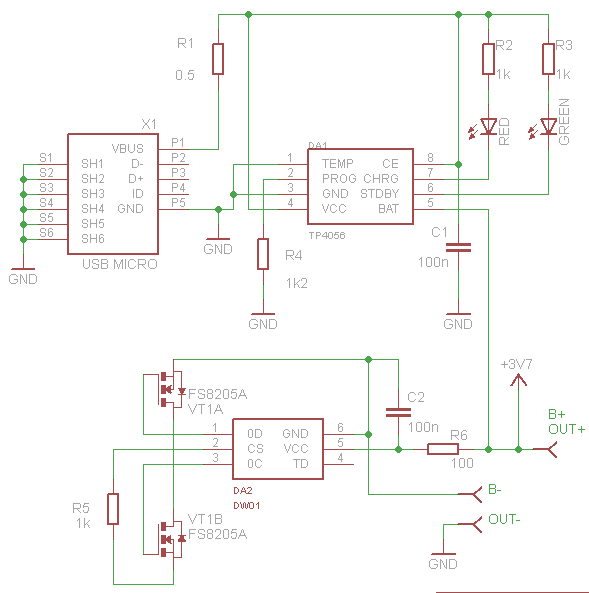 R1
0.5
R2
1k
R3
1k
RED
GREEN
X1
VBUS P1
S1 SH1 D- P2
S2 SH2 D+ P3
S3 SH3 ID P4
S4 SH4 GND P5
S5 SH5
S6 SH6
USB MICRO
GND
GND
DA1
1 TEMP CE 8
2 PROG CHRG 7
3 GND STDBY 6
4 VCC BAT 5
TP4056
R4
1k2
GND
C1
100n
GND
+3V7
FS8205A
VT1A
C2
100n
B+
OUT+
1 OD GND 6
2 CS VCC 5
3 OC TD 4
DA2
DW01
R6
100
R5
1k
VT1B
FS8205A
B-
OUT-
GND